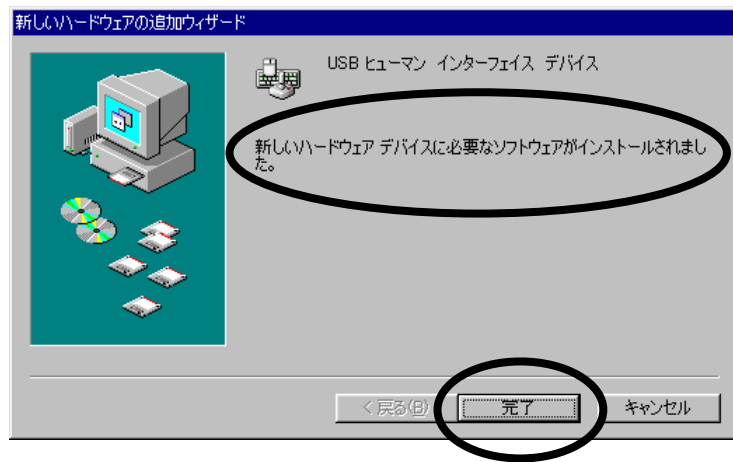 新しいハードウェアの追加ウィザード
USB ヒューマン インターフェイス デバイス
新しいハードウェア デバイスに必要なソフトウェアがインストールされまし
た。
< 戻る(B)
完了
キャンセル